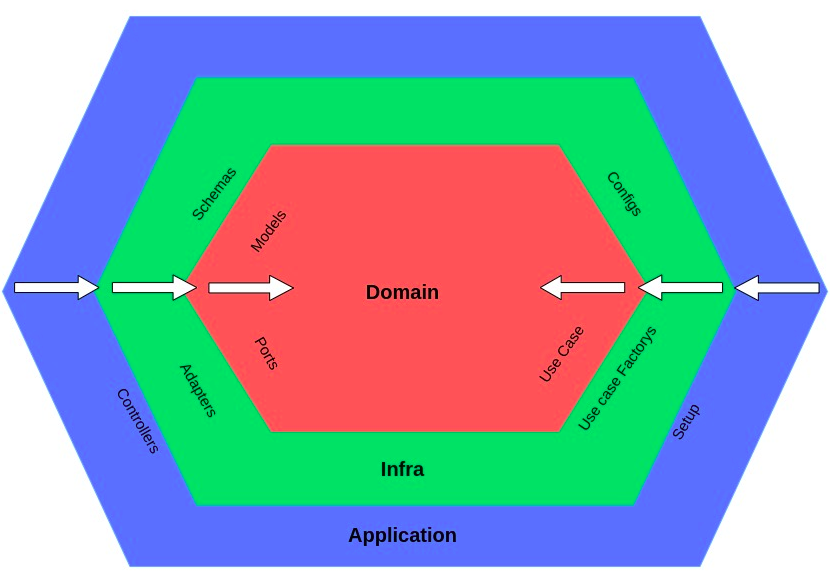 Schemas
Configs
Models
Domain
Ports
Use Case
Adapters
Use case Factorys
Controllers
Setup
Infra
Application